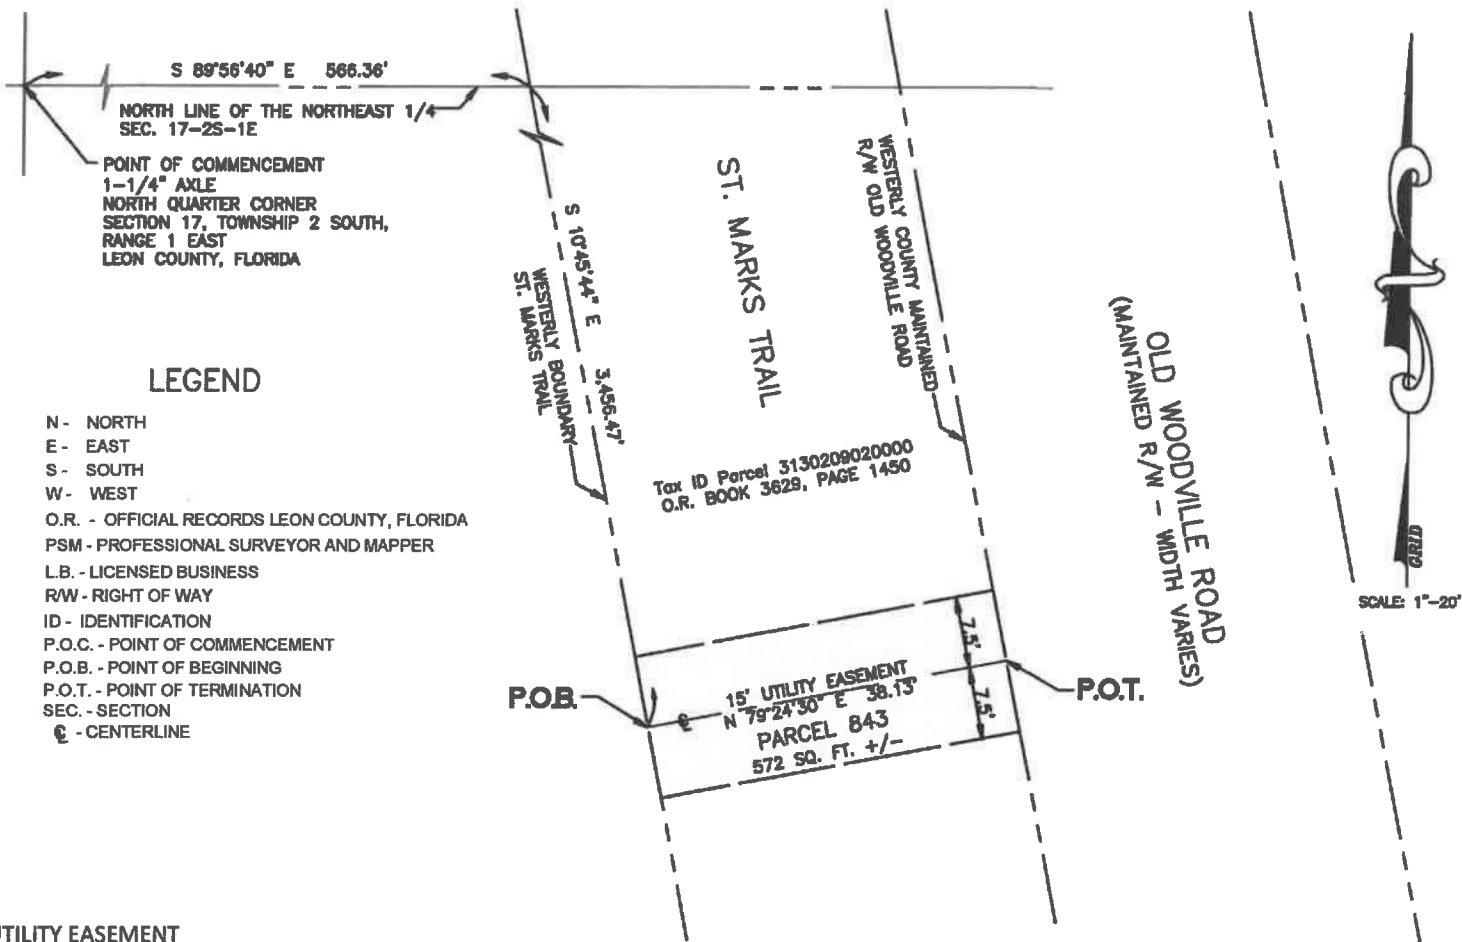 S 89°56'40" E 566.36'
NORTH LINE OF THE NORTHEAST 1/4
SEC. 17-2S-1E
POINT OF COMMENCEMENT
1-1/4" AXLE
NORTH QUARTER CORNER
SECTION 17, TOWNSHIP 2 SOUTH,
RANGE 1 EAST
LEON COUNTY, FLORIDA
S 10°45'44" E 3,456.47'
WESTERLY BOUNDARY
ST. MARKS TRAIL
ST. MARKS TRAIL
WESTERLY COUNTY MAINTAINED
R/W OLD WOODVILLE ROAD
OLD WOODVILLE ROAD
(MAINTAINED R/W - WIDTH VARIES)
GRID
SCALE: 1"-20'
Tax ID Parcel 3130209020000
O.R. BOOK 3629, PAGE 1450
LEGEND
N - NORTH
E - EAST
S - SOUTH
W - WEST
O.R. - OFFICIAL RECORDS LEON COUNTY, FLORIDA
PSM - PROFESSIONAL SURVEYOR AND MAPPER
L.B. - LICENSED BUSINESS
R/W - RIGHT OF WAY
ID - IDENTIFICATION
P.O.C. - POINT OF COMMENCEMENT
P.O.B. - POINT OF BEGINNING
P.O.T. - POINT OF TERMINATION
SEC. - SECTION
℄ - CENTERLINE
P.O.B.
7.5'
7.5'
P.O.T.
15' UTILITY EASEMENT
℄ N 79°24'30" E 38.13'
PARCEL 843
572 SQ. FT. +/-
UTILITY EASEMENT